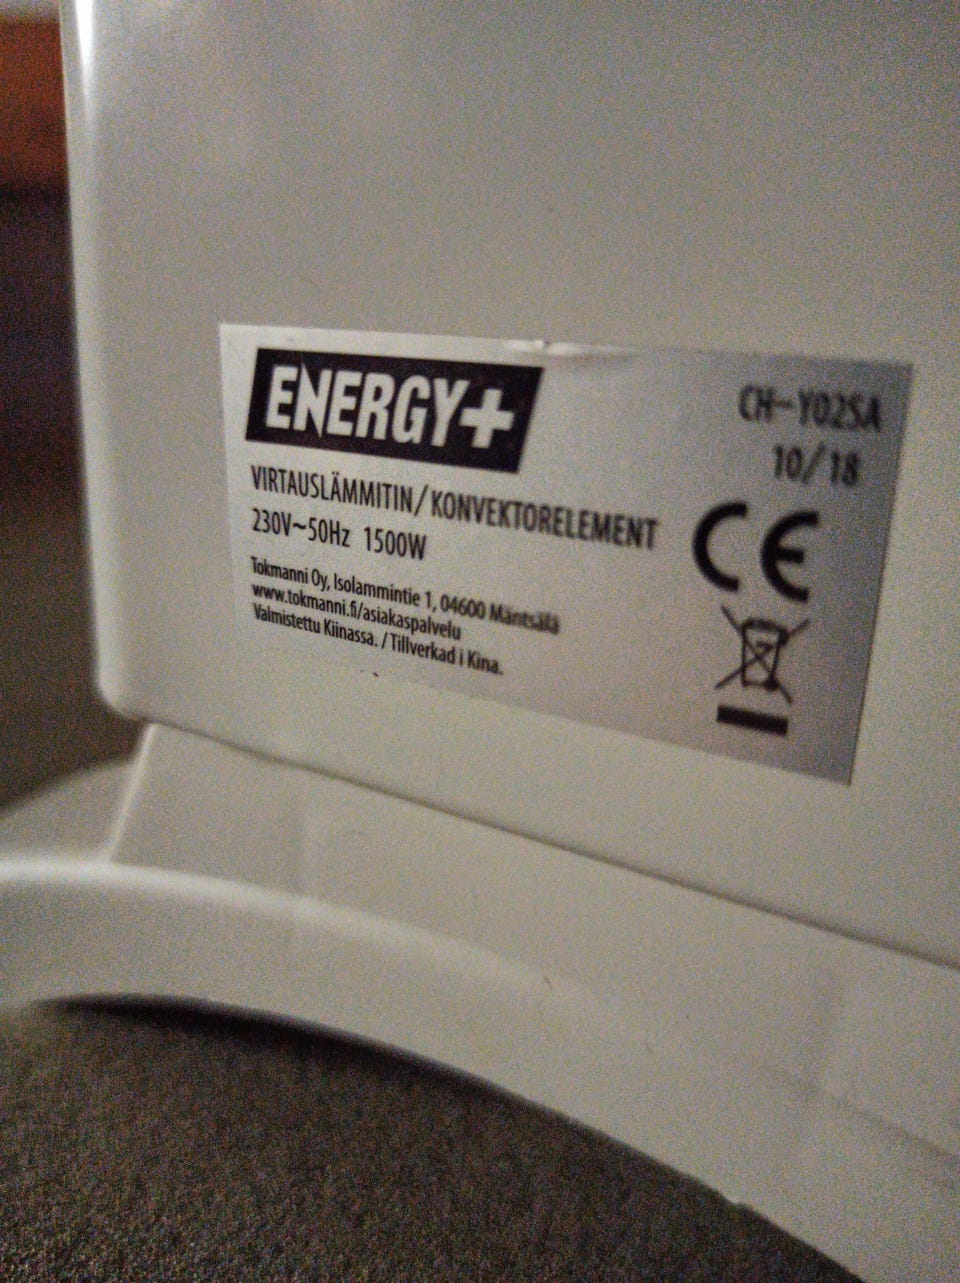 ENERGY+
CH-Y02SA
10/18
VIRTAUSLÄMMITIN/KONVEKTORELEMENT
230V~50Hz 1500W
Tokmanni Oy, Isolammintie 1, 04600 Mäntsälä
www.tokmanni.fi/asiakaspalvelu
Valmistettu Kiinassa. / Tillverkad i Kina.
CE